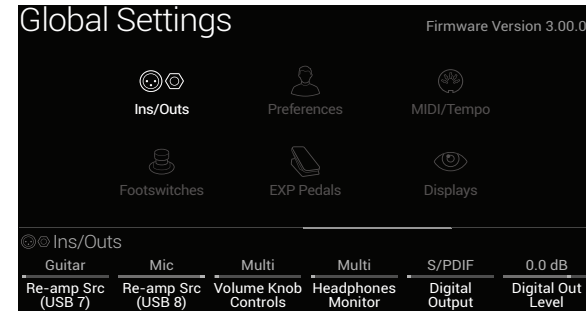 Global Settings
Firmware Version 3.00.0
Ins/Outs
Preferences
MIDI/Tempo
Footswitches
EXP Pedals
Displays
Ins/Outs
Guitar Mic Multi Multi S/PDIF 0.0 dB
Re-amp Src Re-amp Src Volume Knob Headphones Digital Digital Out
(USB 7) (USB 8) Controls Monitor Output Level